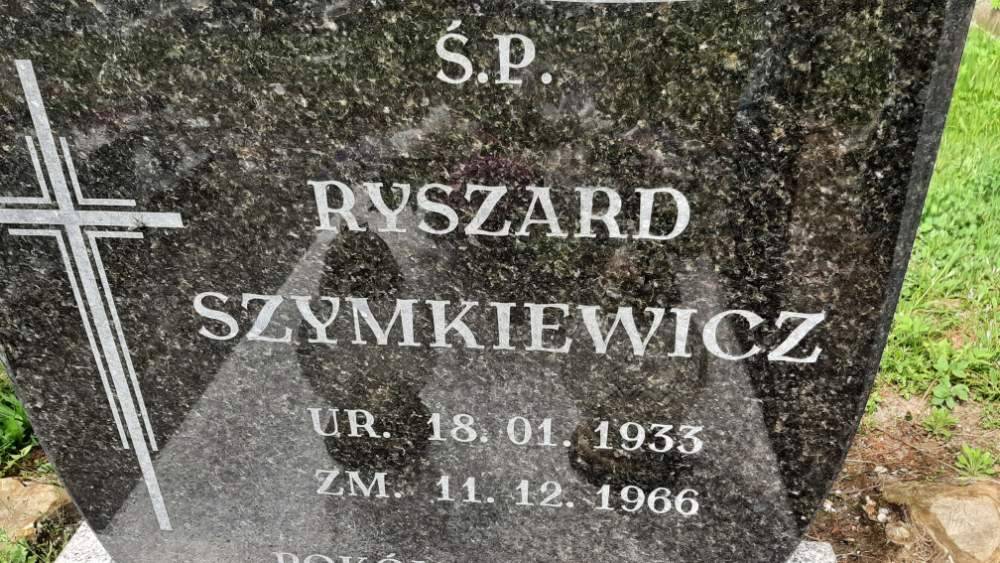 Ś.P.
RYSZARD
SZYMKIEWICZ
UR. 18. 01. 1933
ZM. 11. 12. 1966